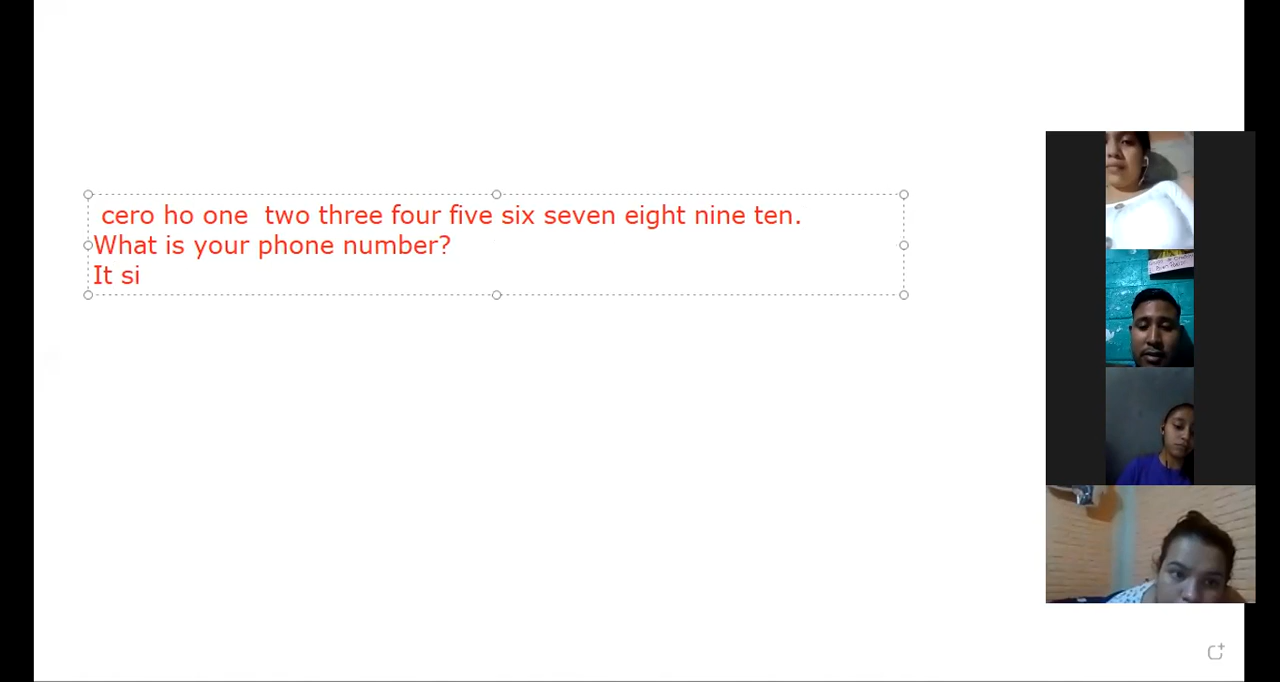 cero ho one two three four five six seven eight nine ten.
What is your phone number?
It si